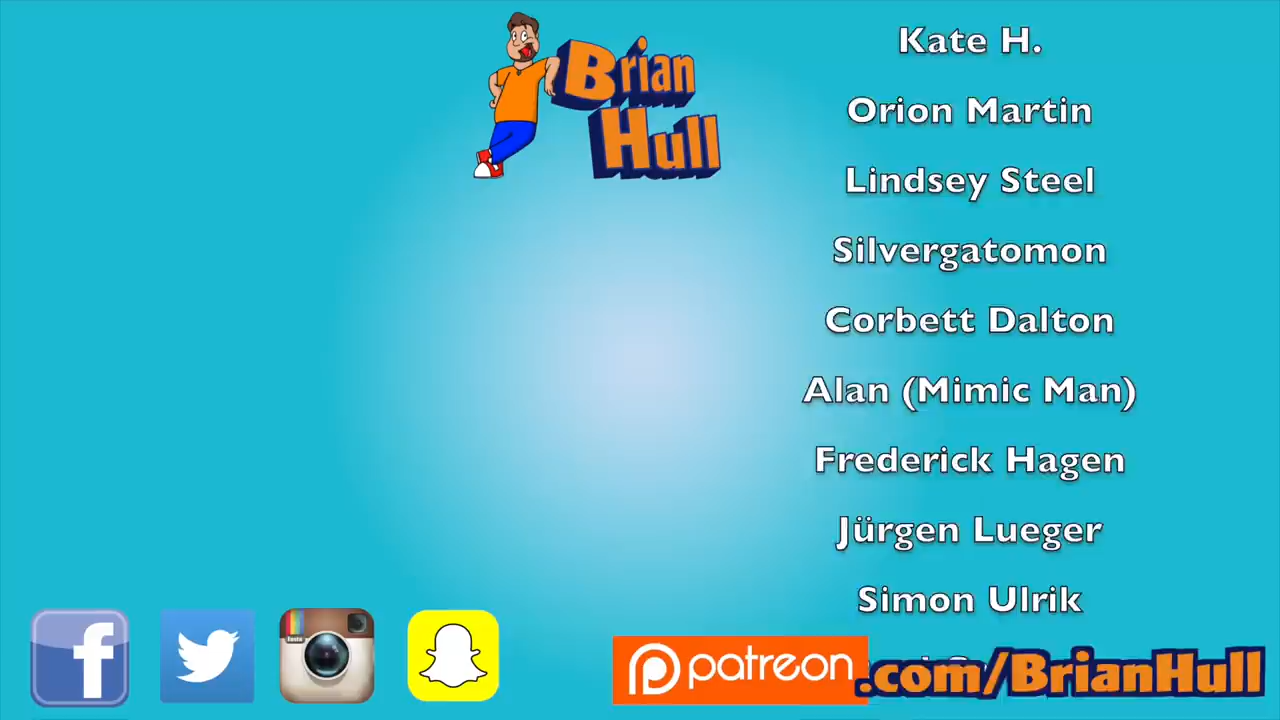 Brian
Hull
Kate H.
Orion Martin
Lindsey Steel
Silvergatomon
Corbett Dalton
Alan (Mimic Man)
Frederick Hagen
Jürgen Lueger
Simon Ulrik
patreon.com/BrianHull